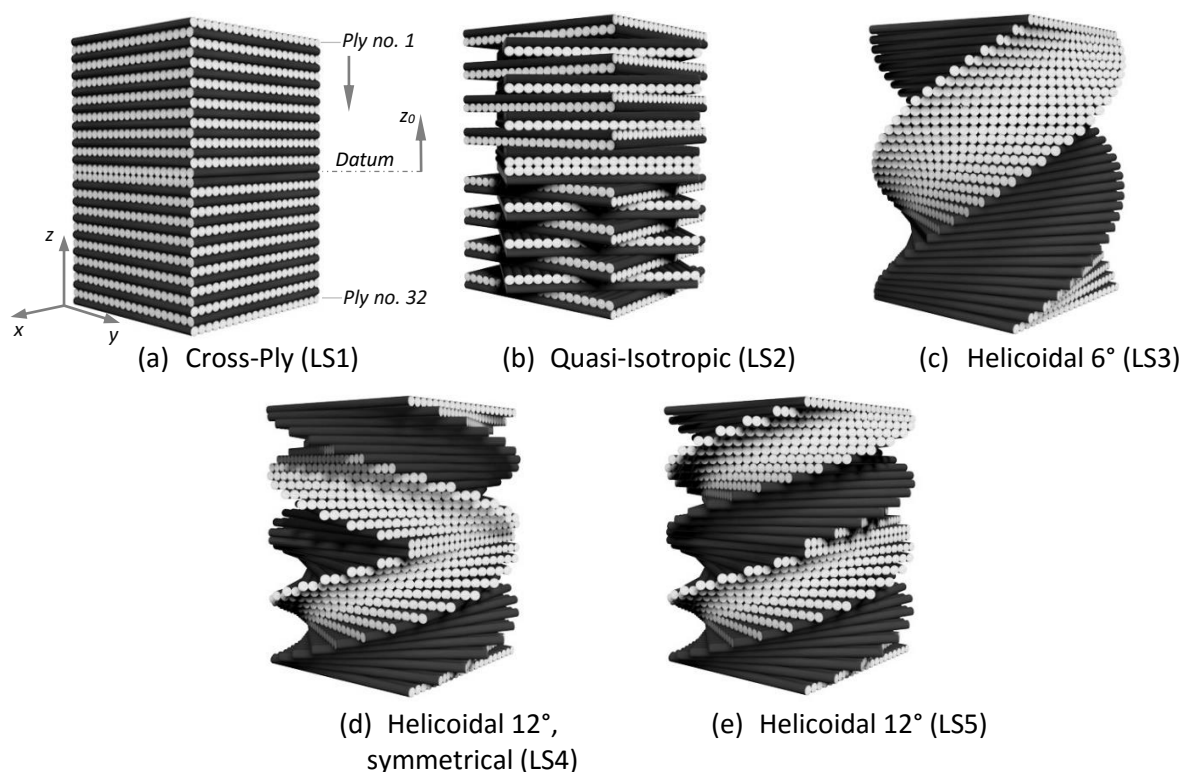 Ply no. 1
z0
Datum
z
Ply no. 32
x
y
(a) Cross-Ply (LS1)
(b) Quasi-Isotropic (LS2)
(c) Helicoidal 6° (LS3)
(d) Helicoidal 12°,
symmetrical (LS4)
(e) Helicoidal 12° (LS5)